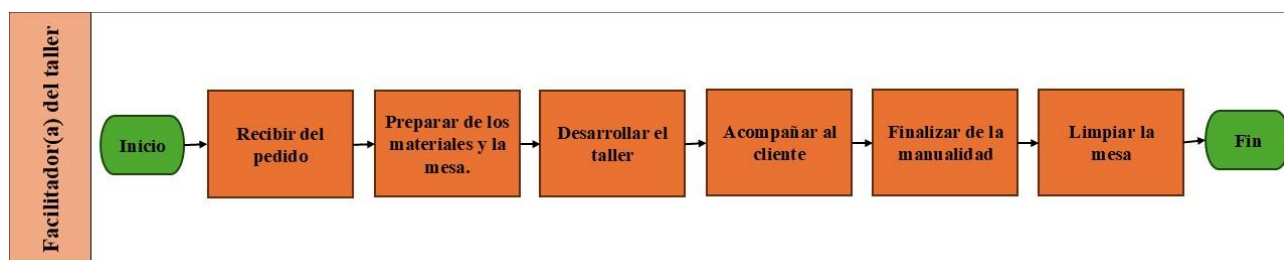 Facilitador(a) del taller
Inicio
Recibir del
pedido
Preparar de los
materiales y la
mesa.
Desarrollar el
taller
Acompañar al
cliente
Finalizar de la
manualidad
Limpiar la
mesa
Fin